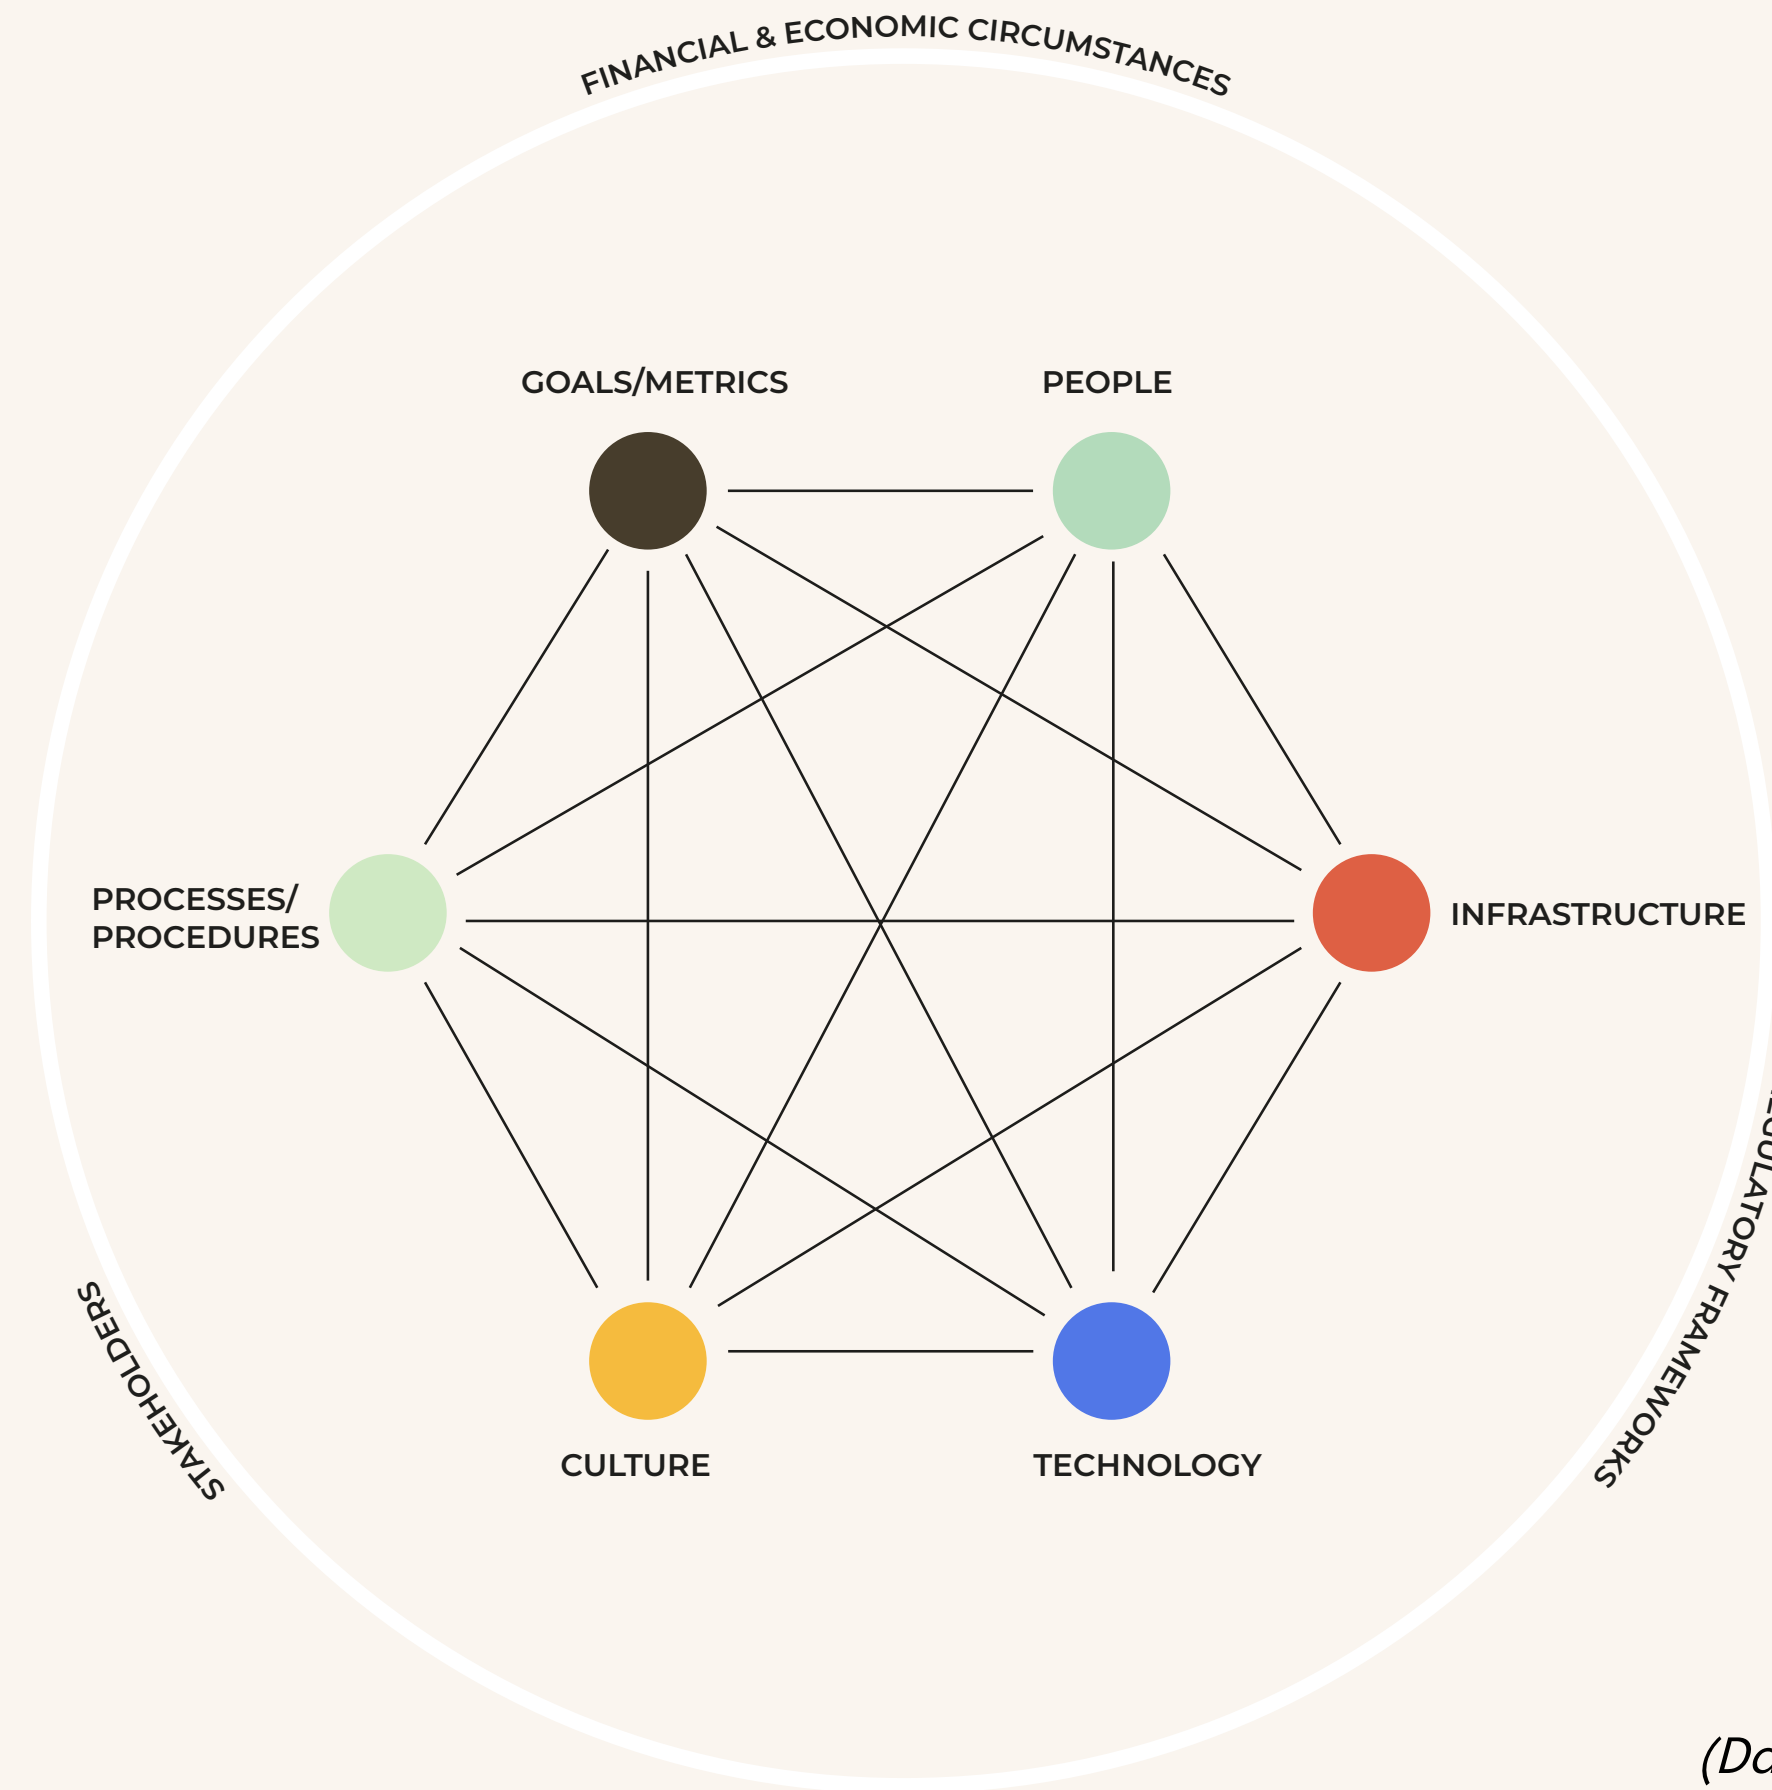 FINANCIAL & ECONOMIC CIRCUMSTANCES
GOALS/METRICS
PEOPLE
PROCESSES/
PROCEDURES
INFRASTRUCTURE
FRAMEWORKS
STAKEHOLDERS
CULTURE
TECHNOLOGY